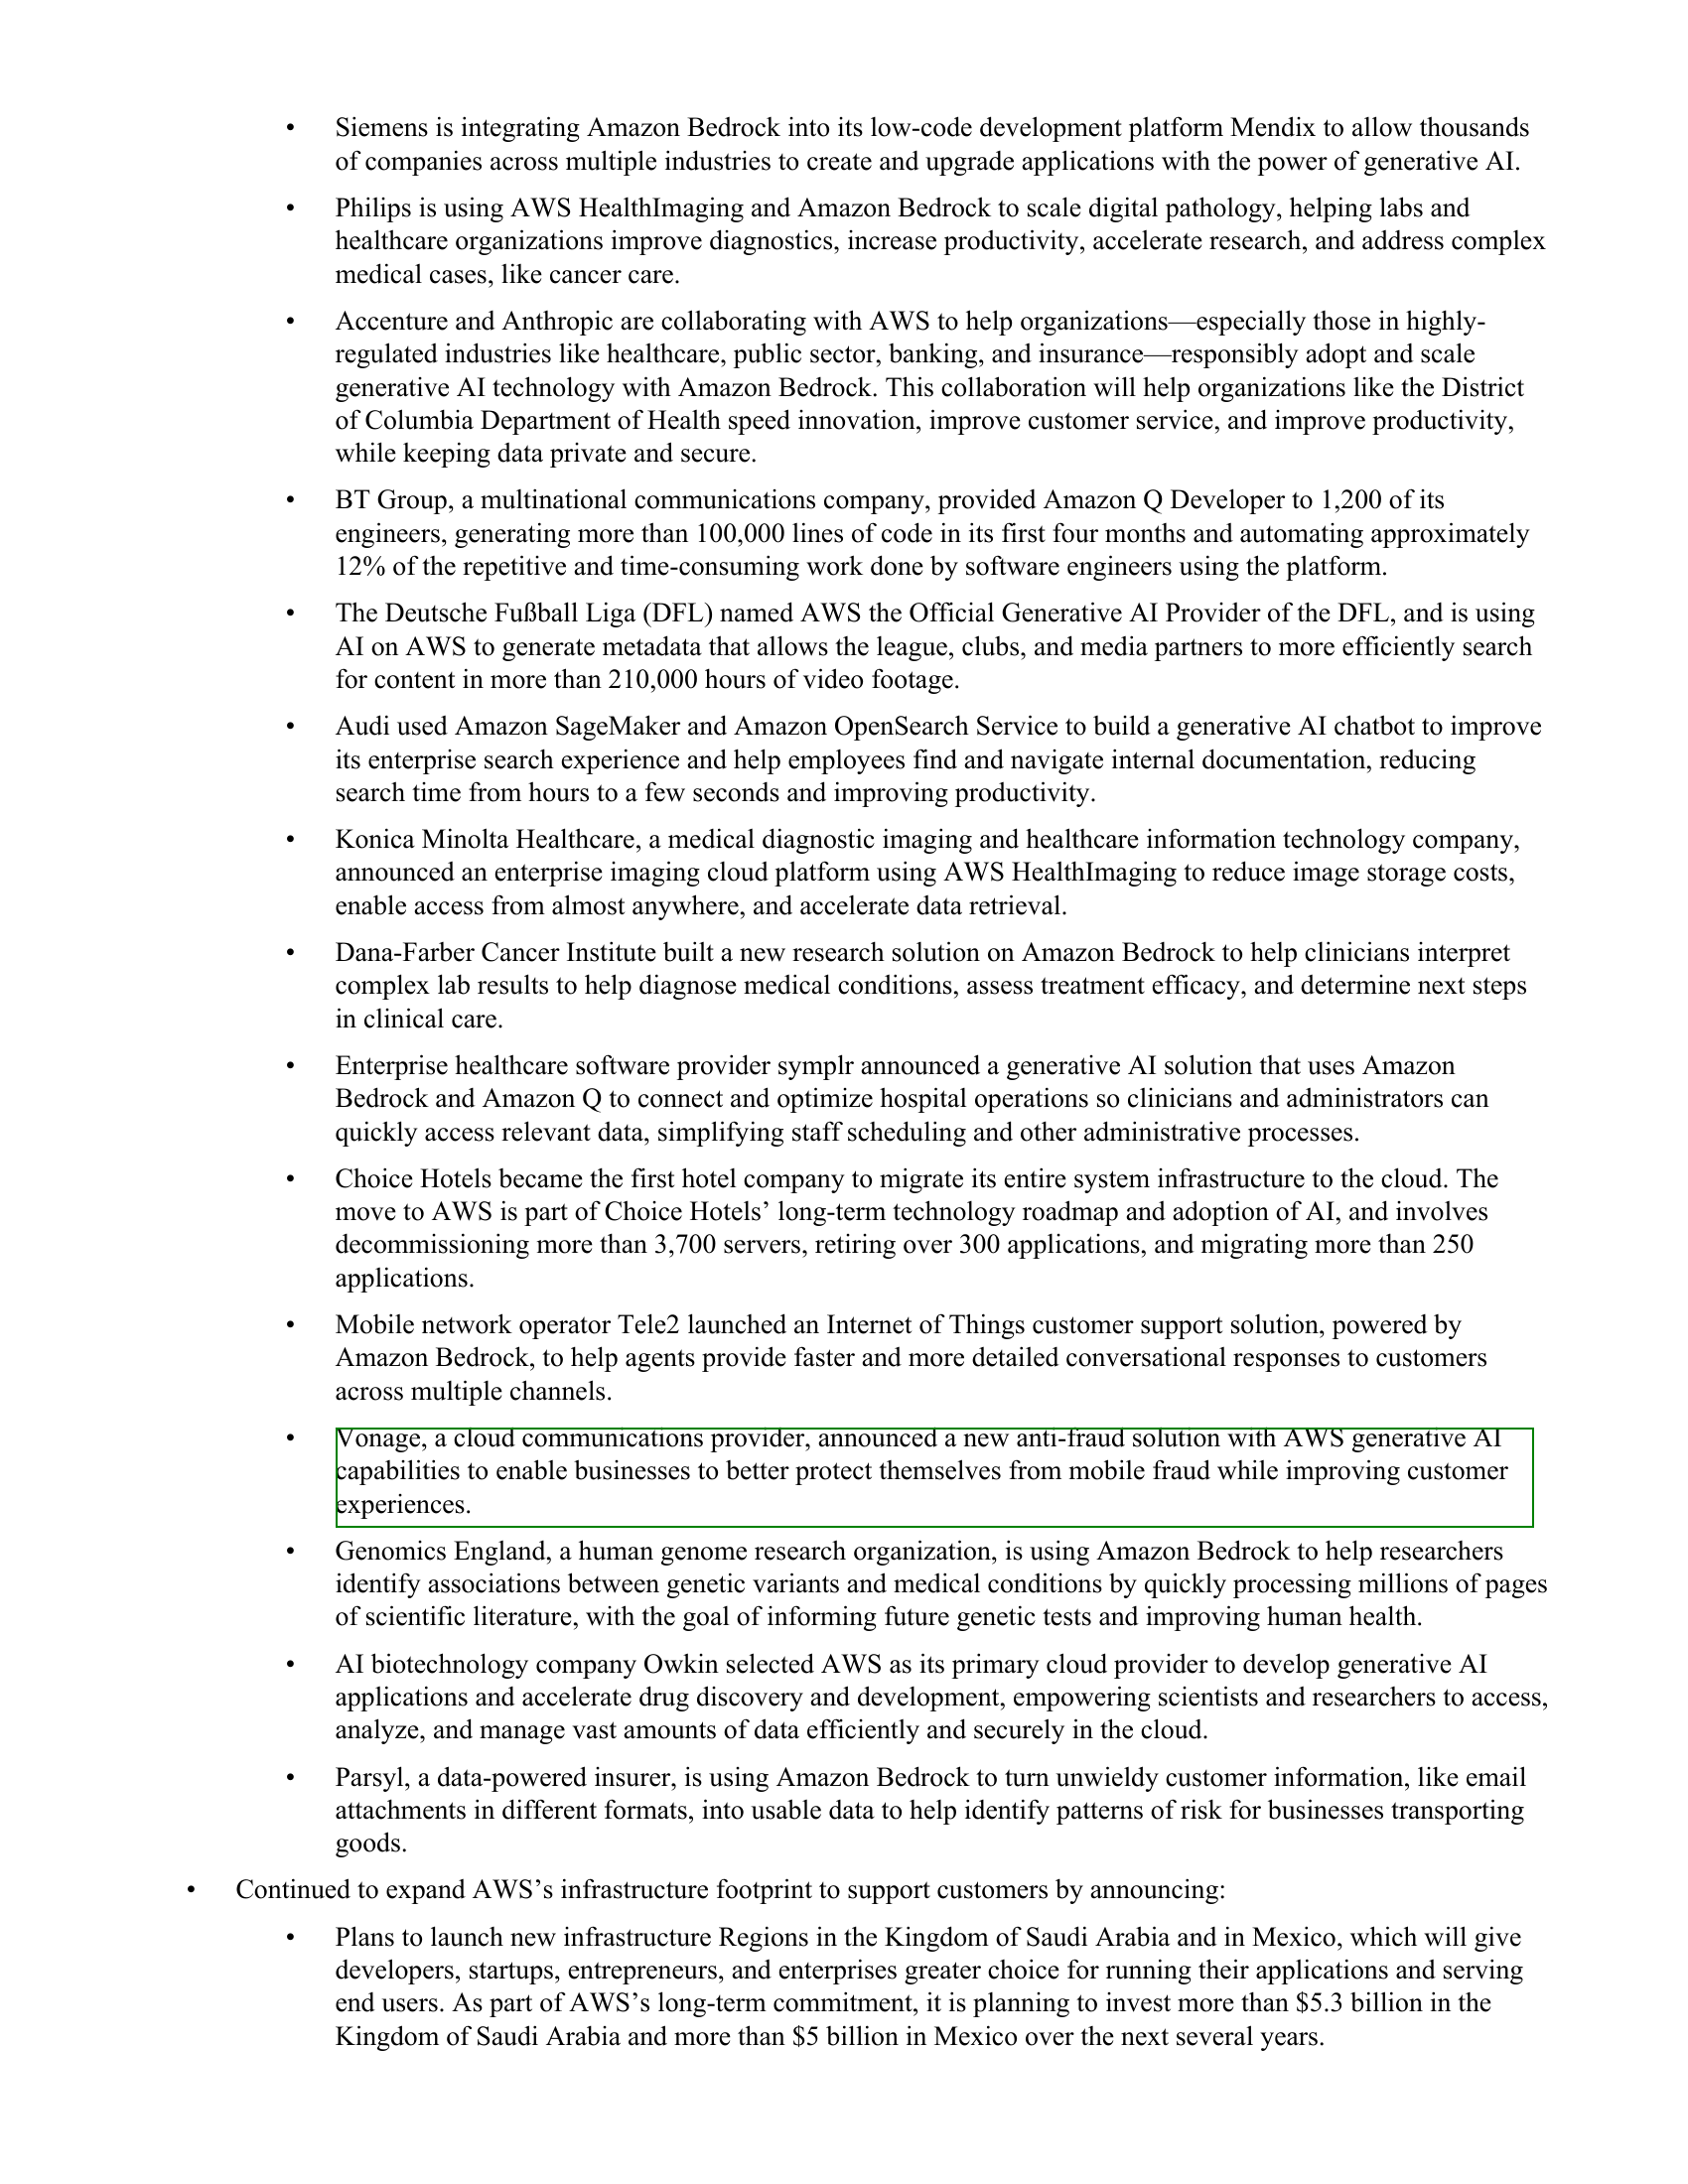 • Siemens is integrating Amazon Bedrock into its low-code development platform Mendix to allow thousands
of companies across multiple industries to create and upgrade applications with the power of generative AI.
• Philips is using AWS HealthImaging and Amazon Bedrock to scale digital pathology, helping labs and
healthcare organizations improve diagnostics, increase productivity, accelerate research, and address complex
medical cases, like cancer care.
• Accenture and Anthropic are collaborating with AWS to help organizations—especially those in highly-
regulated industries like healthcare, public sector, banking, and insurance—responsibly adopt and scale
generative AI technology with Amazon Bedrock. This collaboration will help organizations like the District
of Columbia Department of Health speed innovation, improve customer service, and improve productivity,
while keeping data private and secure.
• BT Group, a multinational communications company, provided Amazon Q Developer to 1,200 of its
engineers, generating more than 100,000 lines of code in its first four months and automating approximately
12% of the repetitive and time-consuming work done by software engineers using the platform.
• The Deutsche Fußball Liga (DFL) named AWS the Official Generative AI Provider of the DFL, and is using
AI on AWS to generate metadata that allows the league, clubs, and media partners to more efficiently search
for content in more than 210,000 hours of video footage.
• Audi used Amazon SageMaker and Amazon OpenSearch Service to build a generative AI chatbot to improve
its enterprise search experience and help employees find and navigate internal documentation, reducing
search time from hours to a few seconds and improving productivity.
• Konica Minolta Healthcare, a medical diagnostic imaging and healthcare information technology company,
announced an enterprise imaging cloud platform using AWS HealthImaging to reduce image storage costs,
enable access from almost anywhere, and accelerate data retrieval.
• Dana-Farber Cancer Institute built a new research solution on Amazon Bedrock to help clinicians interpret
complex lab results to help diagnose medical conditions, assess treatment efficacy, and determine next steps
in clinical care.
• Enterprise healthcare software provider symplr announced a generative AI solution that uses Amazon
Bedrock and Amazon Q to connect and optimize hospital operations so clinicians and administrators can
quickly access relevant data, simplifying staff scheduling and other administrative processes.
• Choice Hotels became the first hotel company to migrate its entire system infrastructure to the cloud. The
move to AWS is part of Choice Hotels’ long-term technology roadmap and adoption of AI, and involves
decommissioning more than 3,700 servers, retiring over 300 applications, and migrating more than 250
applications.
• Mobile network operator Tele2 launched an Internet of Things customer support solution, powered by
Amazon Bedrock, to help agents provide faster and more detailed conversational responses to customers
across multiple channels.
• Vonage, a cloud communications provider, announced a new anti-fraud solution with AWS generative AI
capabilities to enable businesses to better protect themselves from mobile fraud while improving customer
experiences.
• Genomics England, a human genome research organization, is using Amazon Bedrock to help researchers
identify associations between genetic variants and medical conditions by quickly processing millions of pages
of scientific literature, with the goal of informing future genetic tests and improving human health.
• AI biotechnology company Owkin selected AWS as its primary cloud provider to develop generative AI
applications and accelerate drug discovery and development, empowering scientists and researchers to access,
analyze, and manage vast amounts of data efficiently and securely in the cloud.
• Parsyl, a data-powered insurer, is using Amazon Bedrock to turn unwieldy customer information, like email
attachments in different formats, into usable data to help identify patterns of risk for businesses transporting
goods.
• Continued to expand AWS’s infrastructure footprint to support customers by announcing:
• Plans to launch new infrastructure Regions in the Kingdom of Saudi Arabia and in Mexico, which will give
developers, startups, entrepreneurs, and enterprises greater choice for running their applications and serving
end users. As part of AWS’s long-term commitment, it is planning to invest more than $5.3 billion in the
Kingdom of Saudi Arabia and more than $5 billion in Mexico over the next several years.